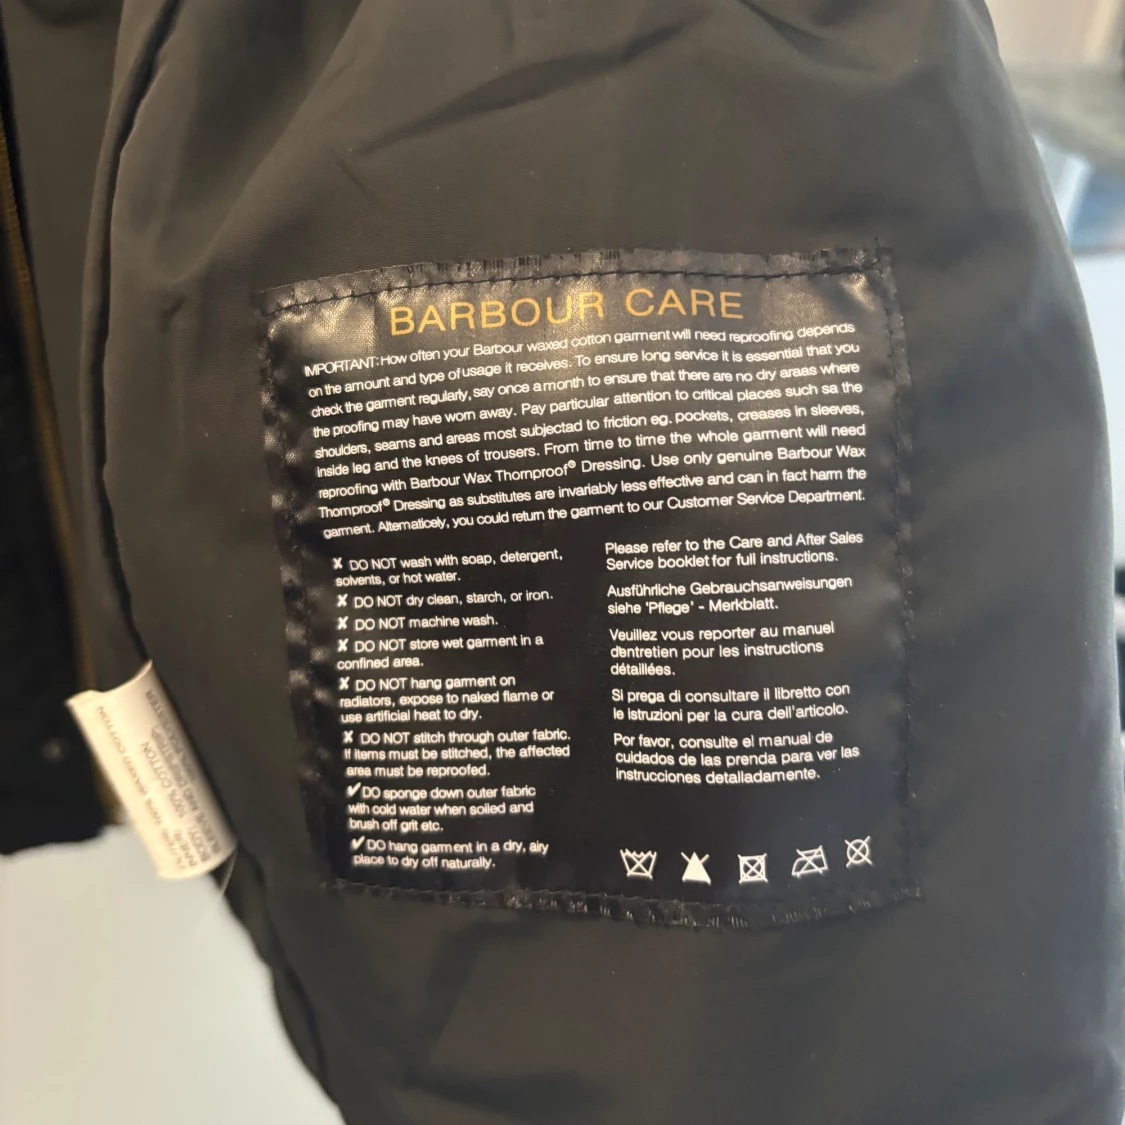 BARBOUR CARE
IMPORTANT: How often your Barbour waxed cotton garment will need reproofing depends
on the amount and type of usage it receives. To ensure long service it is essential that you
check the garment regularly, say once a month to ensure that there are no dry araas where
the proofing may have worn away. Pay particular attention to critical places such sa the
shoulders, seams and areas most subjectad to friction eg. pockets, creases in sleeves,
inside leg and the knees of trousers. From time to time the whole garment will need
reproofing with Barbour Wax Thornproof® Dressing. Use only genuine Barbour Wax
Thornproof® Dressing as substitutes are invariably less effective and can in fact harm the
garment. Alternaticely, you could return the garment to our Customer Service Department.
✗ DO NOT wash with soap, detergent,
solvents, or hot water.
✗ DO NOT dry clean, starch, or iron.
✗ DO NOT machine wash.
✗ DO NOT store wet garment in a
confined area.
✗ DO NOT hang garment on
radiators, expose to naked flame or
use artificial heat to dry.
✗ DO NOT stitch through outer fabric.
If items must be stitched, the affected
area must be reproofed.
✔ DO sponge down outer fabric
with cold water when soiled and
brush off grit etc.
✔ DO hang garment in a dry, airy
place to dry off naturally.
Please refer to the Care and After Sales
Service booklet for full instructions.
Ausführliche Gebrauchsanweisungen
siehe 'Pflege' - Merkblatt.
Veuillez vous reporter au manuel
d'entretien pour les instructions
détaillées.
Si prega di consultare il libretto con
le istruzioni per la cura dell'articolo.
Por favor, consulte el manual de
cuidados de las prenda para ver las
instrucciones detalladamente.